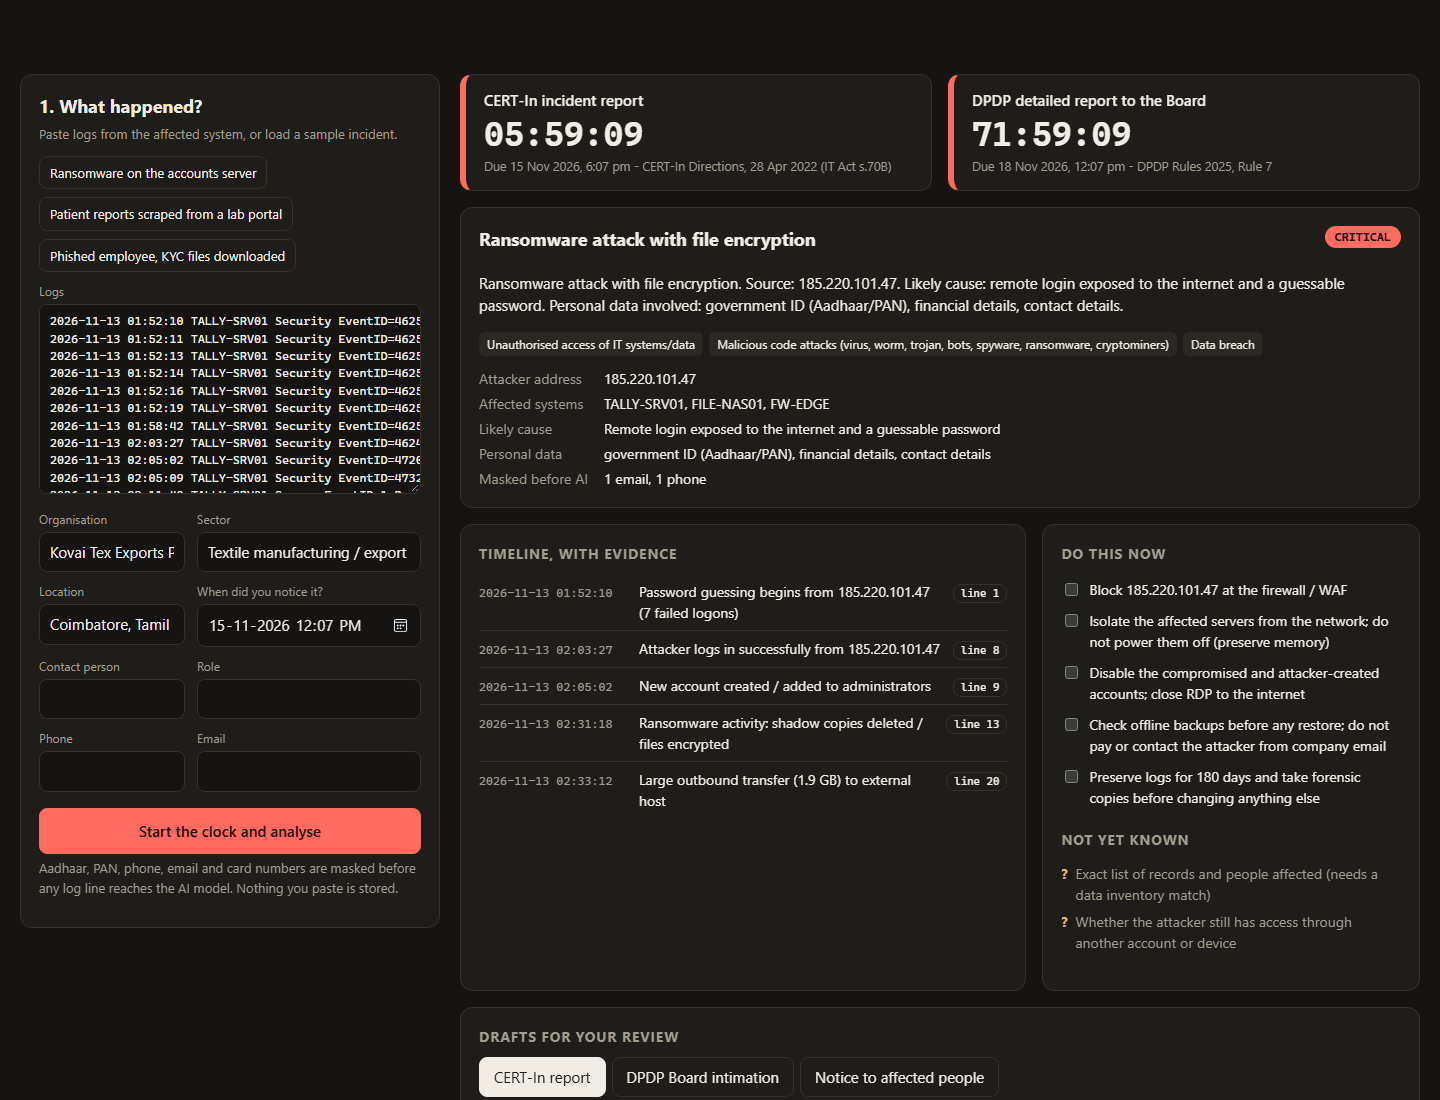 1. What happened?
Paste logs from the affected system, or load a sample incident.
Ransomware on the accounts server
Patient reports scraped from a lab portal
Phished employee, KYC files downloaded
Logs
2026-11-13 01:52:10 TALLY-SRV01 Security EventID=4625
2026-11-13 01:52:11 TALLY-SRV01 Security EventID=4625
2026-11-13 01:52:13 TALLY-SRV01 Security EventID=4625
2026-11-13 01:52:14 TALLY-SRV01 Security EventID=4625
2026-11-13 01:52:16 TALLY-SRV01 Security EventID=4625
2026-11-13 01:52:19 TALLY-SRV01 Security EventID=4625
2026-11-13 01:58:42 TALLY-SRV01 Security EventID=4625
2026-11-13 02:03:27 TALLY-SRV01 Security EventID=4624
2026-11-13 02:05:02 TALLY-SRV01 Security EventID=4720
2026-11-13 02:05:09 TALLY-SRV01 Security EventID=4732
Organisation
Sector
Kovai Tex Exports P
Textile manufacturing / export
Location
When did you notice it?
Coimbatore, Tamil
15-11-2026 12:07 PM
Contact person
Role
Phone
Email
Start the clock and analyse
Aadhaar, PAN, phone, email and card numbers are masked before
any log line reaches the AI model. Nothing you paste is stored.
CERT-In incident report
05:59:09
Due 15 Nov 2026, 6:07 pm - CERT-In Directions, 28 Apr 2022 (IT Act s.70B)
DPDP detailed report to the Board
71:59:09
Due 18 Nov 2026, 12:07 pm - DPDP Rules 2025, Rule 7
Ransomware attack with file encryption
CRITICAL
Ransomware attack with file encryption. Source: 185.220.101.47. Likely cause: remote login exposed to the internet and a guessable
password. Personal data involved: government ID (Aadhaar/PAN), financial details, contact details.
Unauthorised access of IT systems/data
Malicious code attacks (virus, worm, trojan, bots, spyware, ransomware, cryptominers)
Data breach
Attacker address 185.220.101.47
Affected systems TALLY-SRV01, FILE-NAS01, FW-EDGE
Likely cause Remote login exposed to the internet and a guessable password
Personal data government ID (Aadhaar/PAN), financial details, contact details
Masked before AI 1 email, 1 phone
TIMELINE, WITH EVIDENCE
2026-11-13 01:52:10 Password guessing begins from 185.220.101.47 line 1
(7 failed logons)
2026-11-13 02:03:27 Attacker logs in successfully from 185.220.101.47 line 8
2026-11-13 02:05:02 New account created / added to administrators line 9
2026-11-13 02:31:18 Ransomware activity: shadow copies deleted / line 13
files encrypted
2026-11-13 02:33:12 Large outbound transfer (1.9 GB) to external line 20
host
DO THIS NOW
Block 185.220.101.47 at the firewall / WAF
Isolate the affected servers from the network; do
not power them off (preserve memory)
Disable the compromised and attacker-created
accounts; close RDP to the internet
Check offline backups before any restore; do not
pay or contact the attacker from company email
Preserve logs for 180 days and take forensic
copies before changing anything else
NOT YET KNOWN
? Exact list of records and people affected (needs a
data inventory match)
? Whether the attacker still has access through
another account or device
DRAFTS FOR YOUR REVIEW
CERT-In report
DPDP Board intimation
Notice to affected people